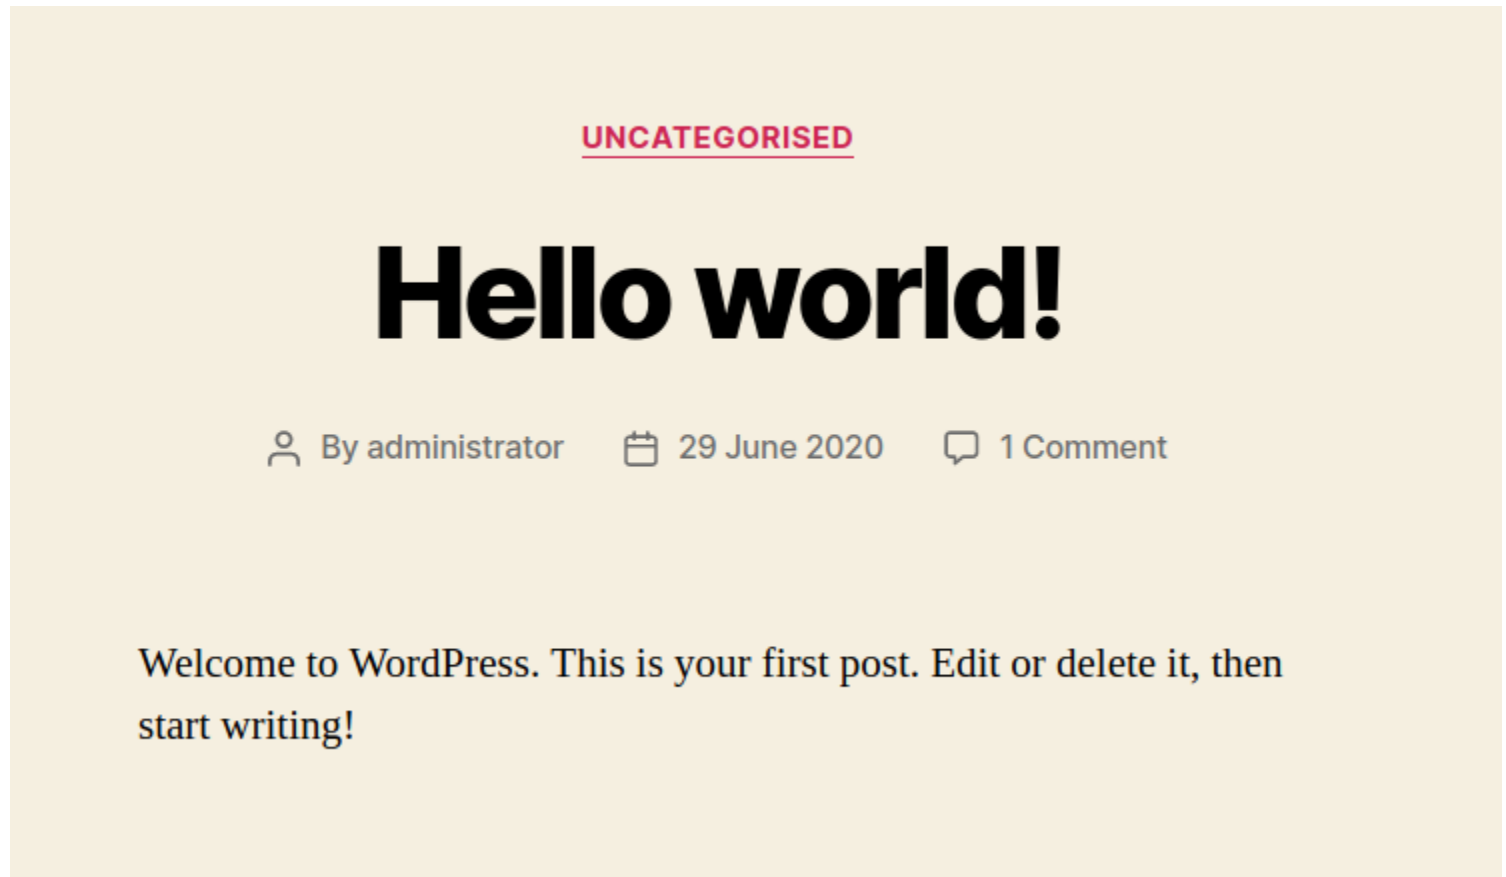 UNCATEGORISED
Hello world!
By administrator 29 June 2020 1 Comment
Welcome to WordPress. This is your first post. Edit or delete it, then
start writing!